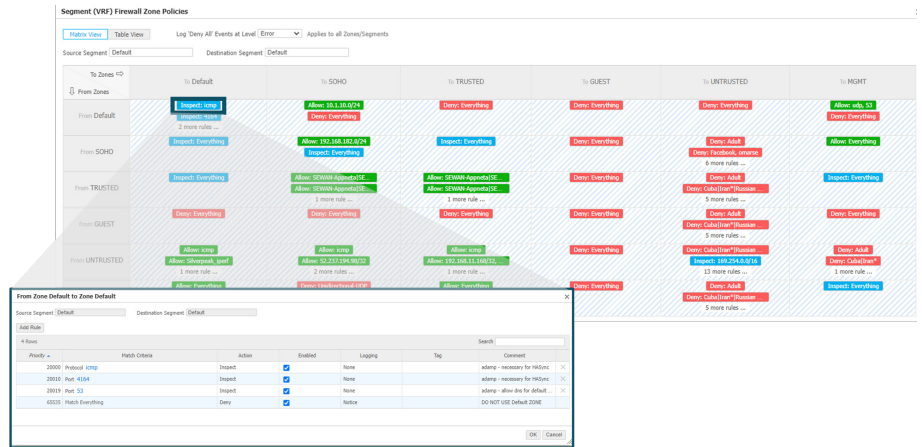 Segment (VRF) Firewall Zone Policies
Matrix View Table View Log 'Deny All' Events at Level Error Applies to all Zones/Segments
Source Segment Default Destination Segment Default
To Zones
From Zones
To Default To SOHO To TRUSTED To GUEST To UNTRUSTED To MGMT
From Default
Inspect: icmp Allow: 10.1.10.0/24 Deny: Everything Deny: Everything Deny: Everything Allow: udp, 53
Inspect: 4164 Deny: Everything Deny: Everything
2 more rules ...
From SOHO
Inspect: Everything Allow: 192.168.182.0/24 Deny: Everything Deny: Everything Deny: Adult Allow: Everything
Inspect: Everything Deny: Facebook, omarse
6 more rules ...
From TRUSTED
Inspect: Everything Allow: SEWAN-Appneta|SE... Allow: SEWAN-Appneta|SE... Deny: Everything Deny: Adult Inspect: Everything
Allow: SEWAN-Appneta|SE... Allow: SEWAN-Appneta|SE... Deny: Cuba|Iran*|Russian ...
1 more rule ... 1 more rule ... 5 more rules ...
From GUEST
Deny: Everything Deny: Everything Deny: Everything Deny: Everything Deny: Adult Deny: Everything
Deny: Cuba|Iran*|Russian ...
5 more rules ...
From UNTRUSTED
Allow: icmp Allow: icmp Allow: icmp Deny: Everything Deny: Cuba|Iran*|Russian ... Deny: Adult
Allow: Silverpeak_iperf Allow: 52.237.194.98/32 Allow: 192.168.11.168/32, ... Inspect: 169.254.0.0/16 Deny: Cuba|Iran*
1 more rule ... 2 more rules ... 1 more rule ... 13 more rules ... 1 more rule ...
Allow: Everything Deny: Unidirectional-UDP Allow: Everything Deny: Everything Deny: Adult Inspect: Everything
Deny: Cuba|Iran*|Russian ...
5 more rules ...
From Zone Default to Zone Default
Source Segment Default Destination Segment Default
Add Rule
4 Rows Search
Priority Match Criteria Action Enabled Logging Tag Comment
20000 Protocol icmp Inspect None adamp - necessary for HASync
20010 Port 4164 Inspect None adamp - necessary for HASync
20019 Port 53 Inspect None adamp - allow dns for default ...
65535 Match Everything Deny Notice DO NOT USE Default ZONE
OK Cancel